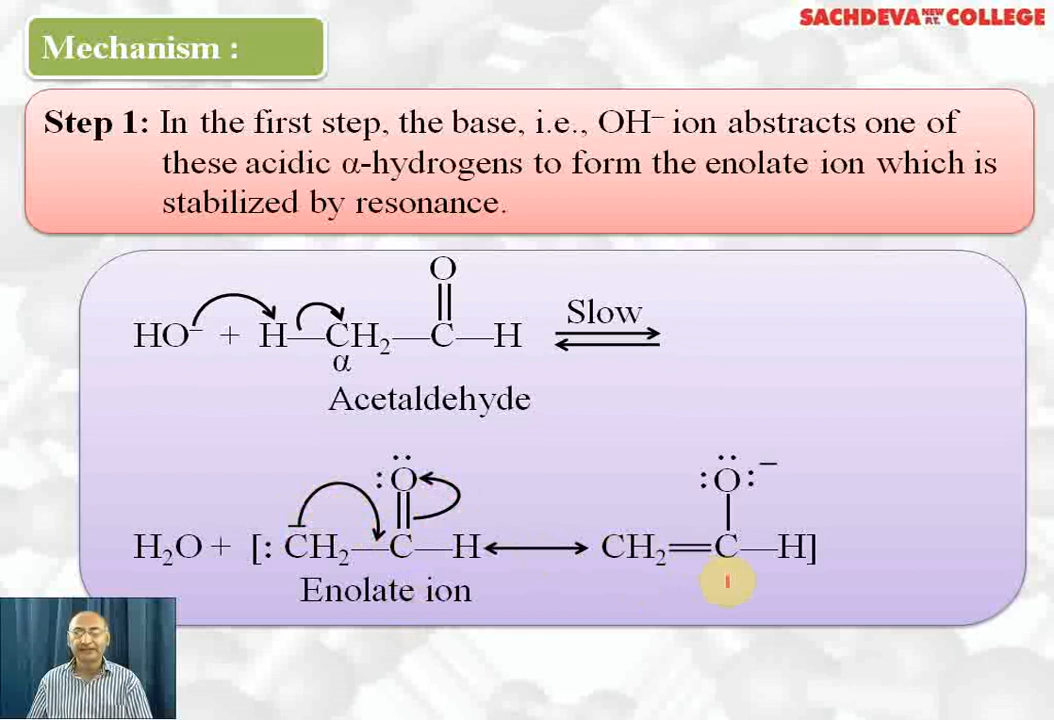 SACHDEVA NEW PT. COLLEGE
Mechanism :
Step 1: In the first step, the base, i.e., OH⁻ ion abstracts one of
these acidic α-hydrogens to form the enolate ion which is
stabilized by resonance.
O
||
HO⁻ + H—CH₂—C—H ⇌ Slow
α
Acetaldehyde
:Ö :Ö:⁻
|| |
H₂O + [:C̅H₂—C—H ⟷ CH₂=C—H]
Enolate ion